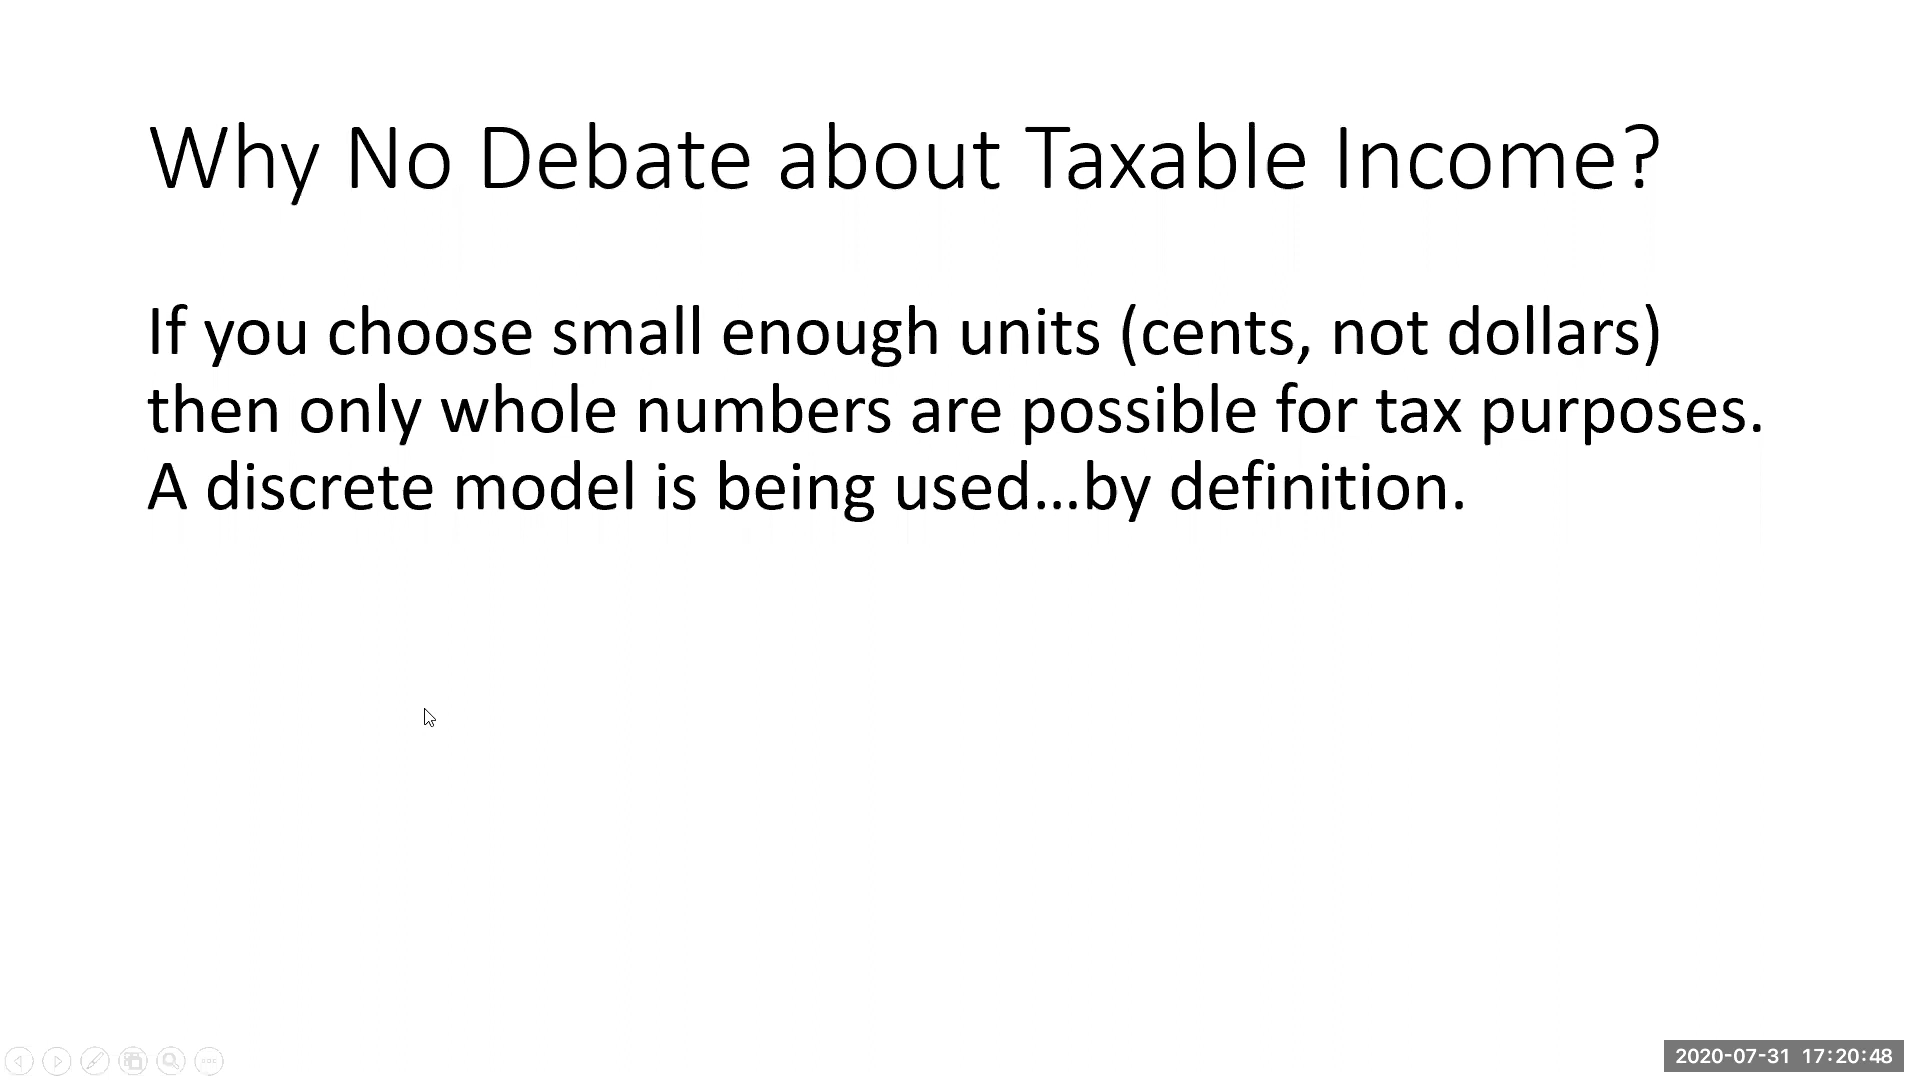 Why No Debate about Taxable Income?
If you choose small enough units (cents, not dollars)
then only whole numbers are possible for tax purposes.
A discrete model is being used...by definition.
2020-07-31 17:20:48